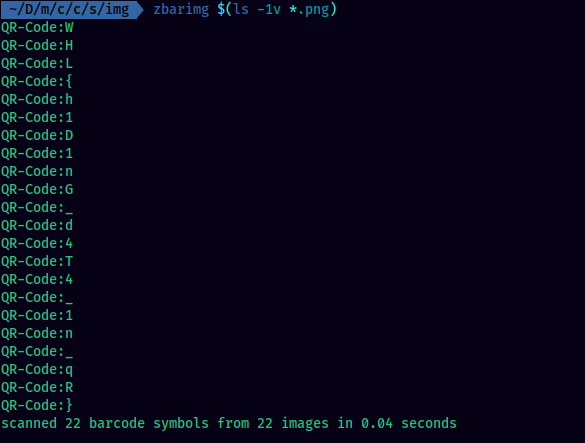 ~/D/m/c/c/s/img zbarimg $(ls -1v *.png)
QR-Code:W
QR-Code:H
QR-Code:L
QR-Code:{
QR-Code:h
QR-Code:1
QR-Code:D
QR-Code:1
QR-Code:n
QR-Code:G
QR-Code:_
QR-Code:d
QR-Code:4
QR-Code:T
QR-Code:4
QR-Code:_
QR-Code:1
QR-Code:n
QR-Code:_
QR-Code:q
QR-Code:R
QR-Code:}
scanned 22 barcode symbols from 22 images in 0.04 seconds